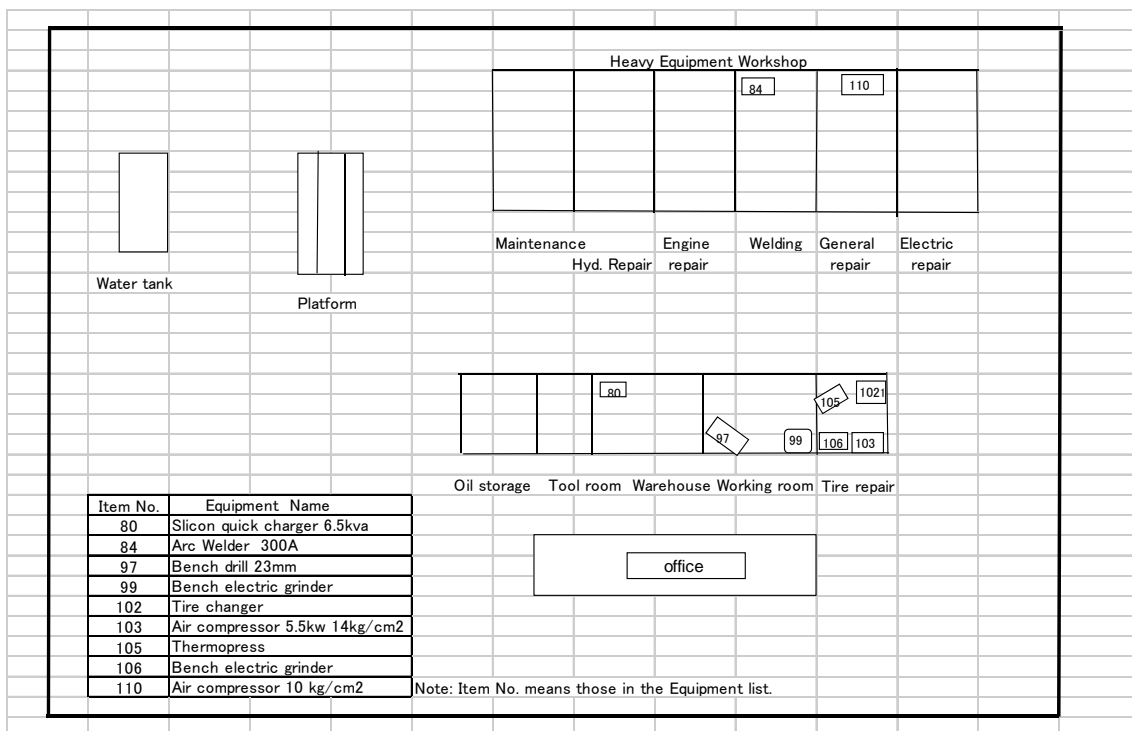 Heavy Equipment Workshop
84
110
Maintenance
Engine
Welding
General
Electric
Hyd. Repair
repair
repair
repair
Water tank
Platform
80
105
1021
97
99
106
103
Oil storage
Tool room
Warehouse
Working room
Tire repair
Item No. Equipment Name
80 Slicon quick charger 6.5kva
84 Arc Welder 300A
97 Bench drill 23mm
99 Bench electric grinder
102 Tire changer
103 Air compressor 5.5kw 14kg/cm2
105 Thermopress
106 Bench electric grinder
110 Air compressor 10 kg/cm2
office
Note: Item No. means those in the Equipment list.